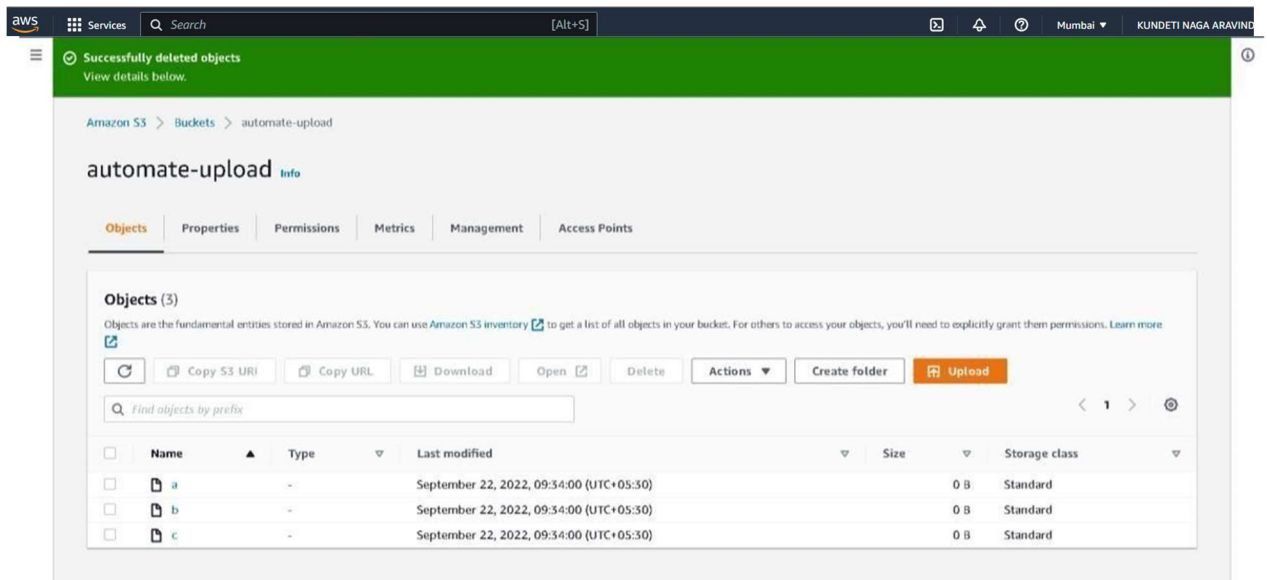 aws Services Search [Alt+S] Mumbai ▼ KUNDETI NAGA ARAVIND
Successfully deleted objects
View details below.
Amazon S3 > Buckets > automate-upload
automate-upload Info
Objects Properties Permissions Metrics Management Access Points
Objects (3)
Objects are the fundamental entities stored in Amazon S3. You can use Amazon S3 inventory to get a list of all objects in your bucket. For others to access your objects, you'll need to explicitly grant them permissions. Learn more
Copy S3 URI Copy URL Download Open Delete Actions ▼ Create folder Upload
Find objects by prefix < 1 >
Name ▲ Type Last modified Size Storage class
a - September 22, 2022, 09:34:00 (UTC+05:30) 0 B Standard
b - September 22, 2022, 09:34:00 (UTC+05:30) 0 B Standard
c - September 22, 2022, 09:34:00 (UTC+05:30) 0 B Standard